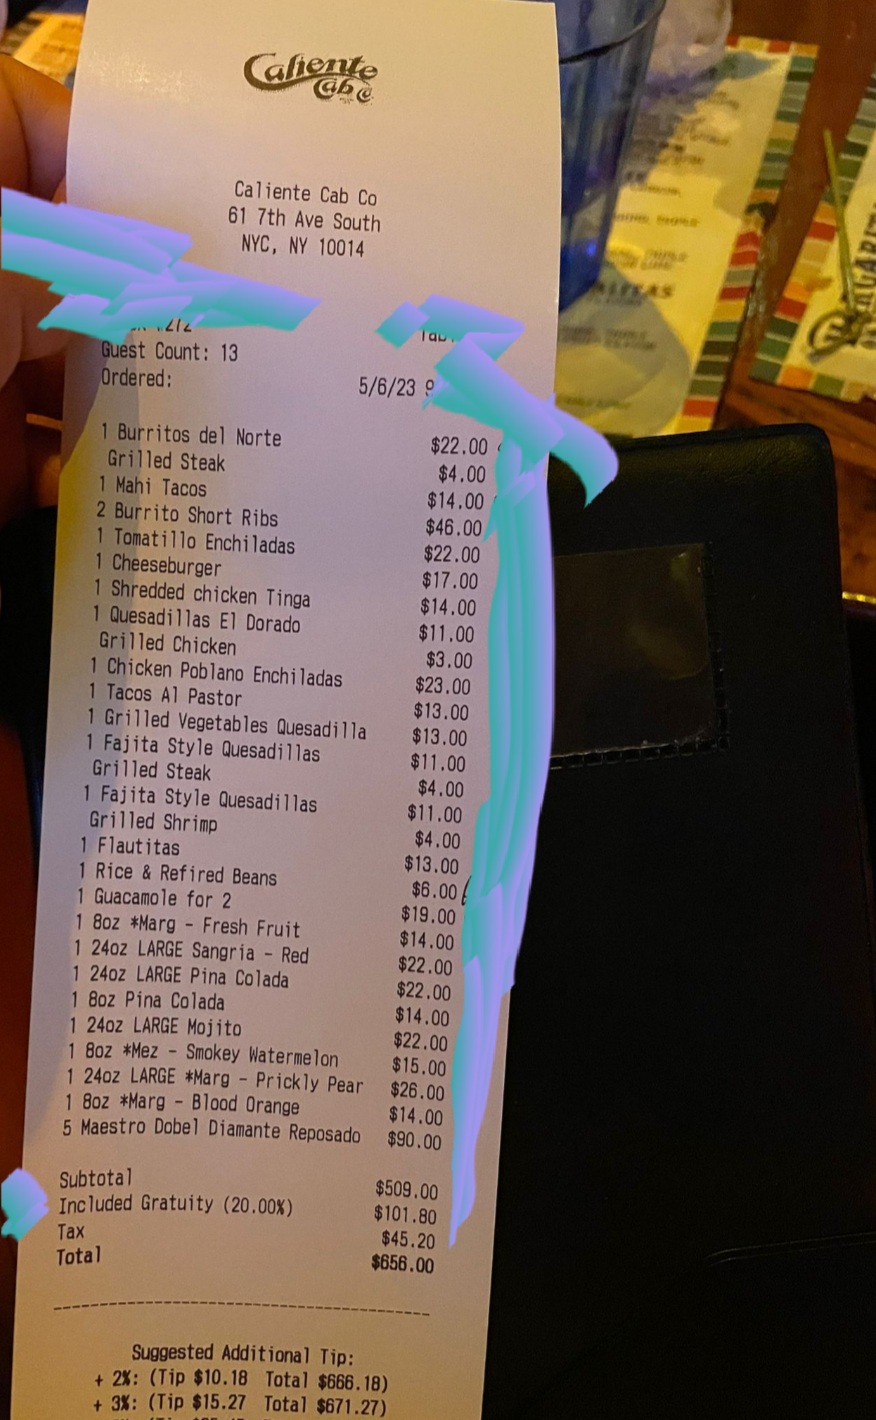 Caliente
Cab Co
Caliente Cab Co
61 7th Ave South
NYC, NY 10014
Guest Count: 13
Ordered: 5/6/23
1 Burritos del Norte $22.00
Grilled Steak $4.00
1 Mahi Tacos $14.00
2 Burrito Short Ribs $46.00
1 Tomatillo Enchiladas $22.00
1 Cheeseburger $17.00
1 Shredded chicken Tinga $14.00
1 Quesadillas El Dorado $11.00
Grilled Chicken $3.00
1 Chicken Poblano Enchiladas $23.00
1 Tacos Al Pastor $13.00
1 Grilled Vegetables Quesadilla $13.00
1 Fajita Style Quesadillas $11.00
Grilled Steak $4.00
1 Fajita Style Quesadillas $11.00
Grilled Shrimp $4.00
1 Flautitas $13.00
1 Rice & Refired Beans $6.00
1 Guacamole for 2 $19.00
1 8oz *Marg - Fresh Fruit $14.00
1 24oz LARGE Sangria - Red $22.00
1 24oz LARGE Pina Colada $22.00
1 8oz Pina Colada $14.00
1 24oz LARGE Mojito $22.00
1 8oz *Mez - Smokey Watermelon $15.00
1 24oz LARGE *Marg - Prickly Pear $26.00
1 8oz *Marg - Blood Orange $14.00
5 Maestro Dobel Diamante Reposado $90.00
Subtotal $509.00
Included Gratuity (20.00%) $101.80
Tax $45.20
Total $656.00
Suggested Additional Tip:
+ 2%: (Tip $10.18 Total $666.18)
+ 3%: (Tip $15.27 Total $671.27)